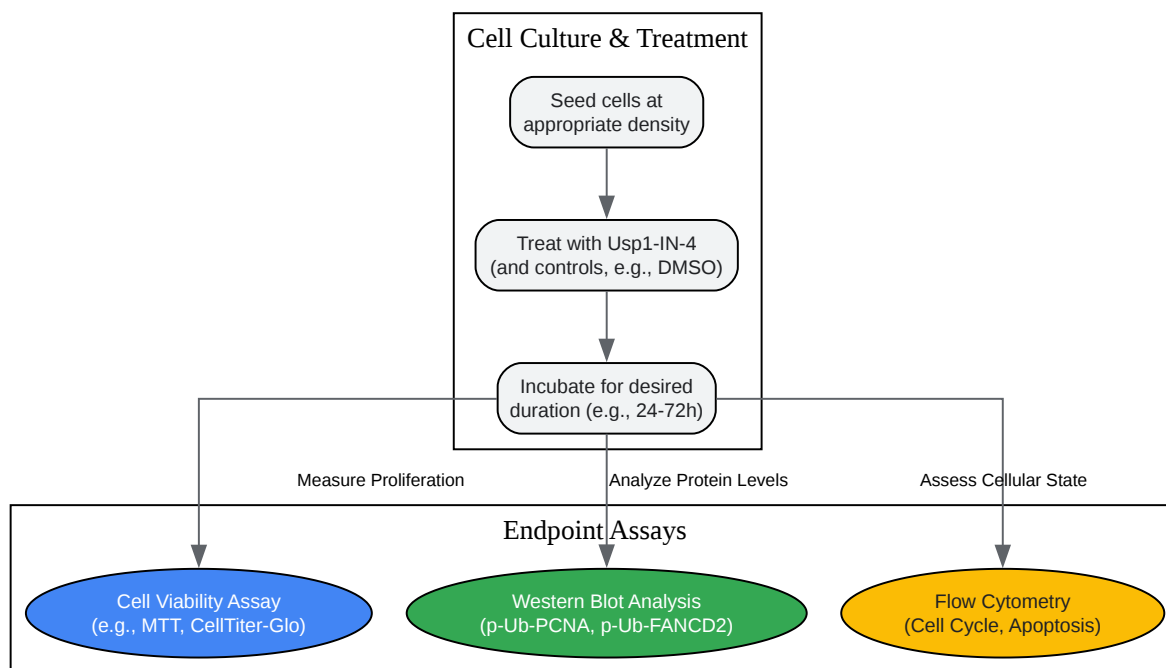 Cell Culture & Treatment
Seed cells at
appropriate density
Treat with Usp1-IN-4
(and controls, e.g., DMSO)
Incubate for desired
duration (e.g., 24-72h)
Measure Proliferation
Analyze Protein Levels
Assess Cellular State
Endpoint Assays
Cell Viability Assay
(e.g., MTT, CellTiter-Glo)
Western Blot Analysis
(p-Ub-PCNA, p-Ub-FANCD2)
Flow Cytometry
(Cell Cycle, Apoptosis)